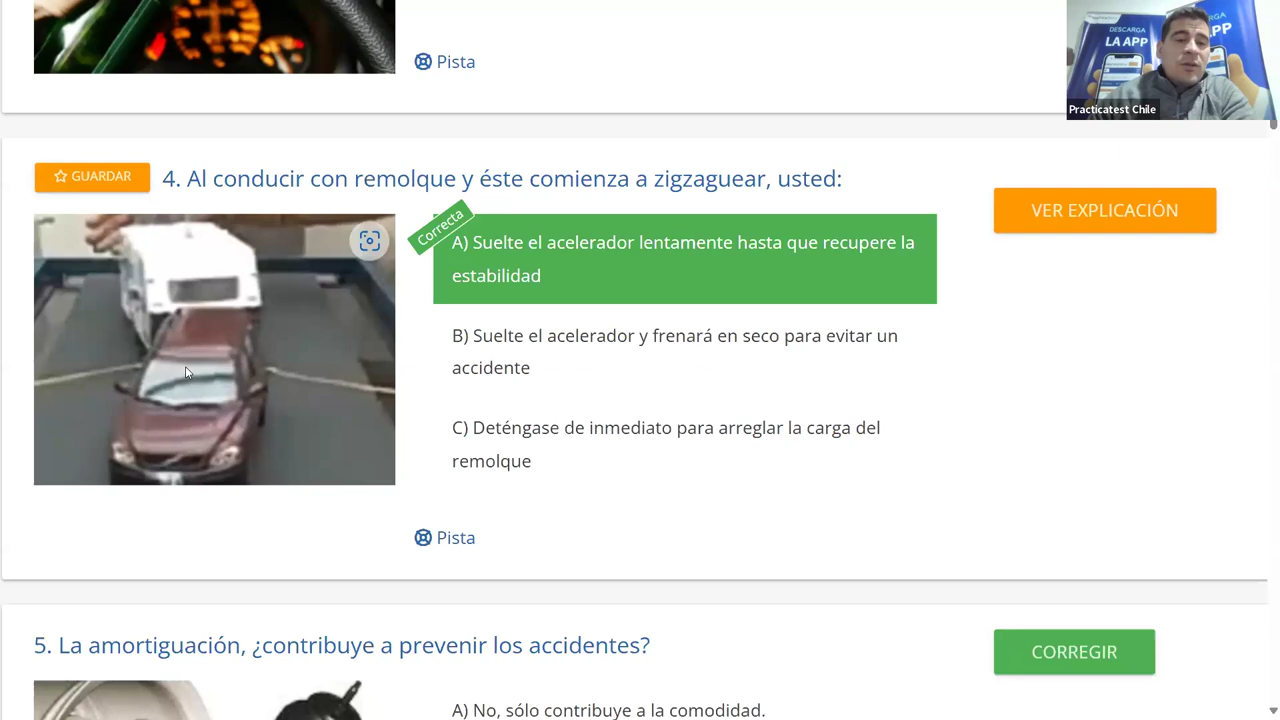 DESCARGA
LA APP
RGA
PP
Practicatest Chile
Pista
GUARDAR
4. Al conducir con remolque y éste comienza a zigzaguear, usted:
VER EXPLICACIÓN
Correcta
A) Suelte el acelerador lentamente hasta que recupere la
estabilidad
B) Suelte el acelerador y frenará en seco para evitar un
accidente
C) Deténgase de inmediato para arreglar la carga del
remolque
Pista
5. La amortiguación, ¿contribuye a prevenir los accidentes?
CORREGIR
A) No, sólo contribuye a la comodidad.